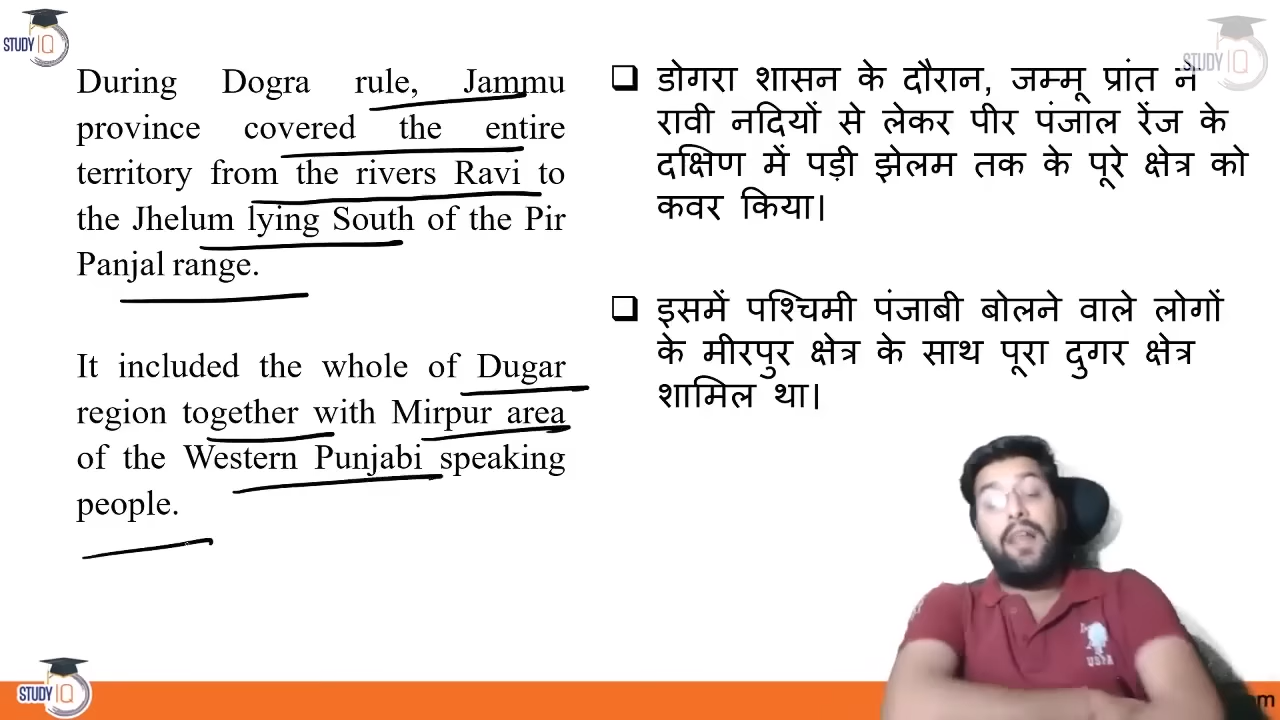 STUDY IQ
STUDY IQ
During Dogra rule, Jammu
province covered the entire
territory from the rivers Ravi to
the Jhelum lying South of the Pir
Panjal range.
It included the whole of Dugar
region together with Mirpur area
of the Western Punjabi speaking
people.
डोगरा शासन के दौरान, जम्मू प्रांत ने
रावी नदियों से लेकर पीर पंजाल रेंज के
दक्षिण में पड़ी झेलम तक के पूरे क्षेत्र को
कवर किया।
इसमें पश्चिमी पंजाबी बोलने वाले लोगों
के मीरपुर क्षेत्र के साथ पूरा दुगर क्षेत्र
शामिल था।
STUDY IQ
om